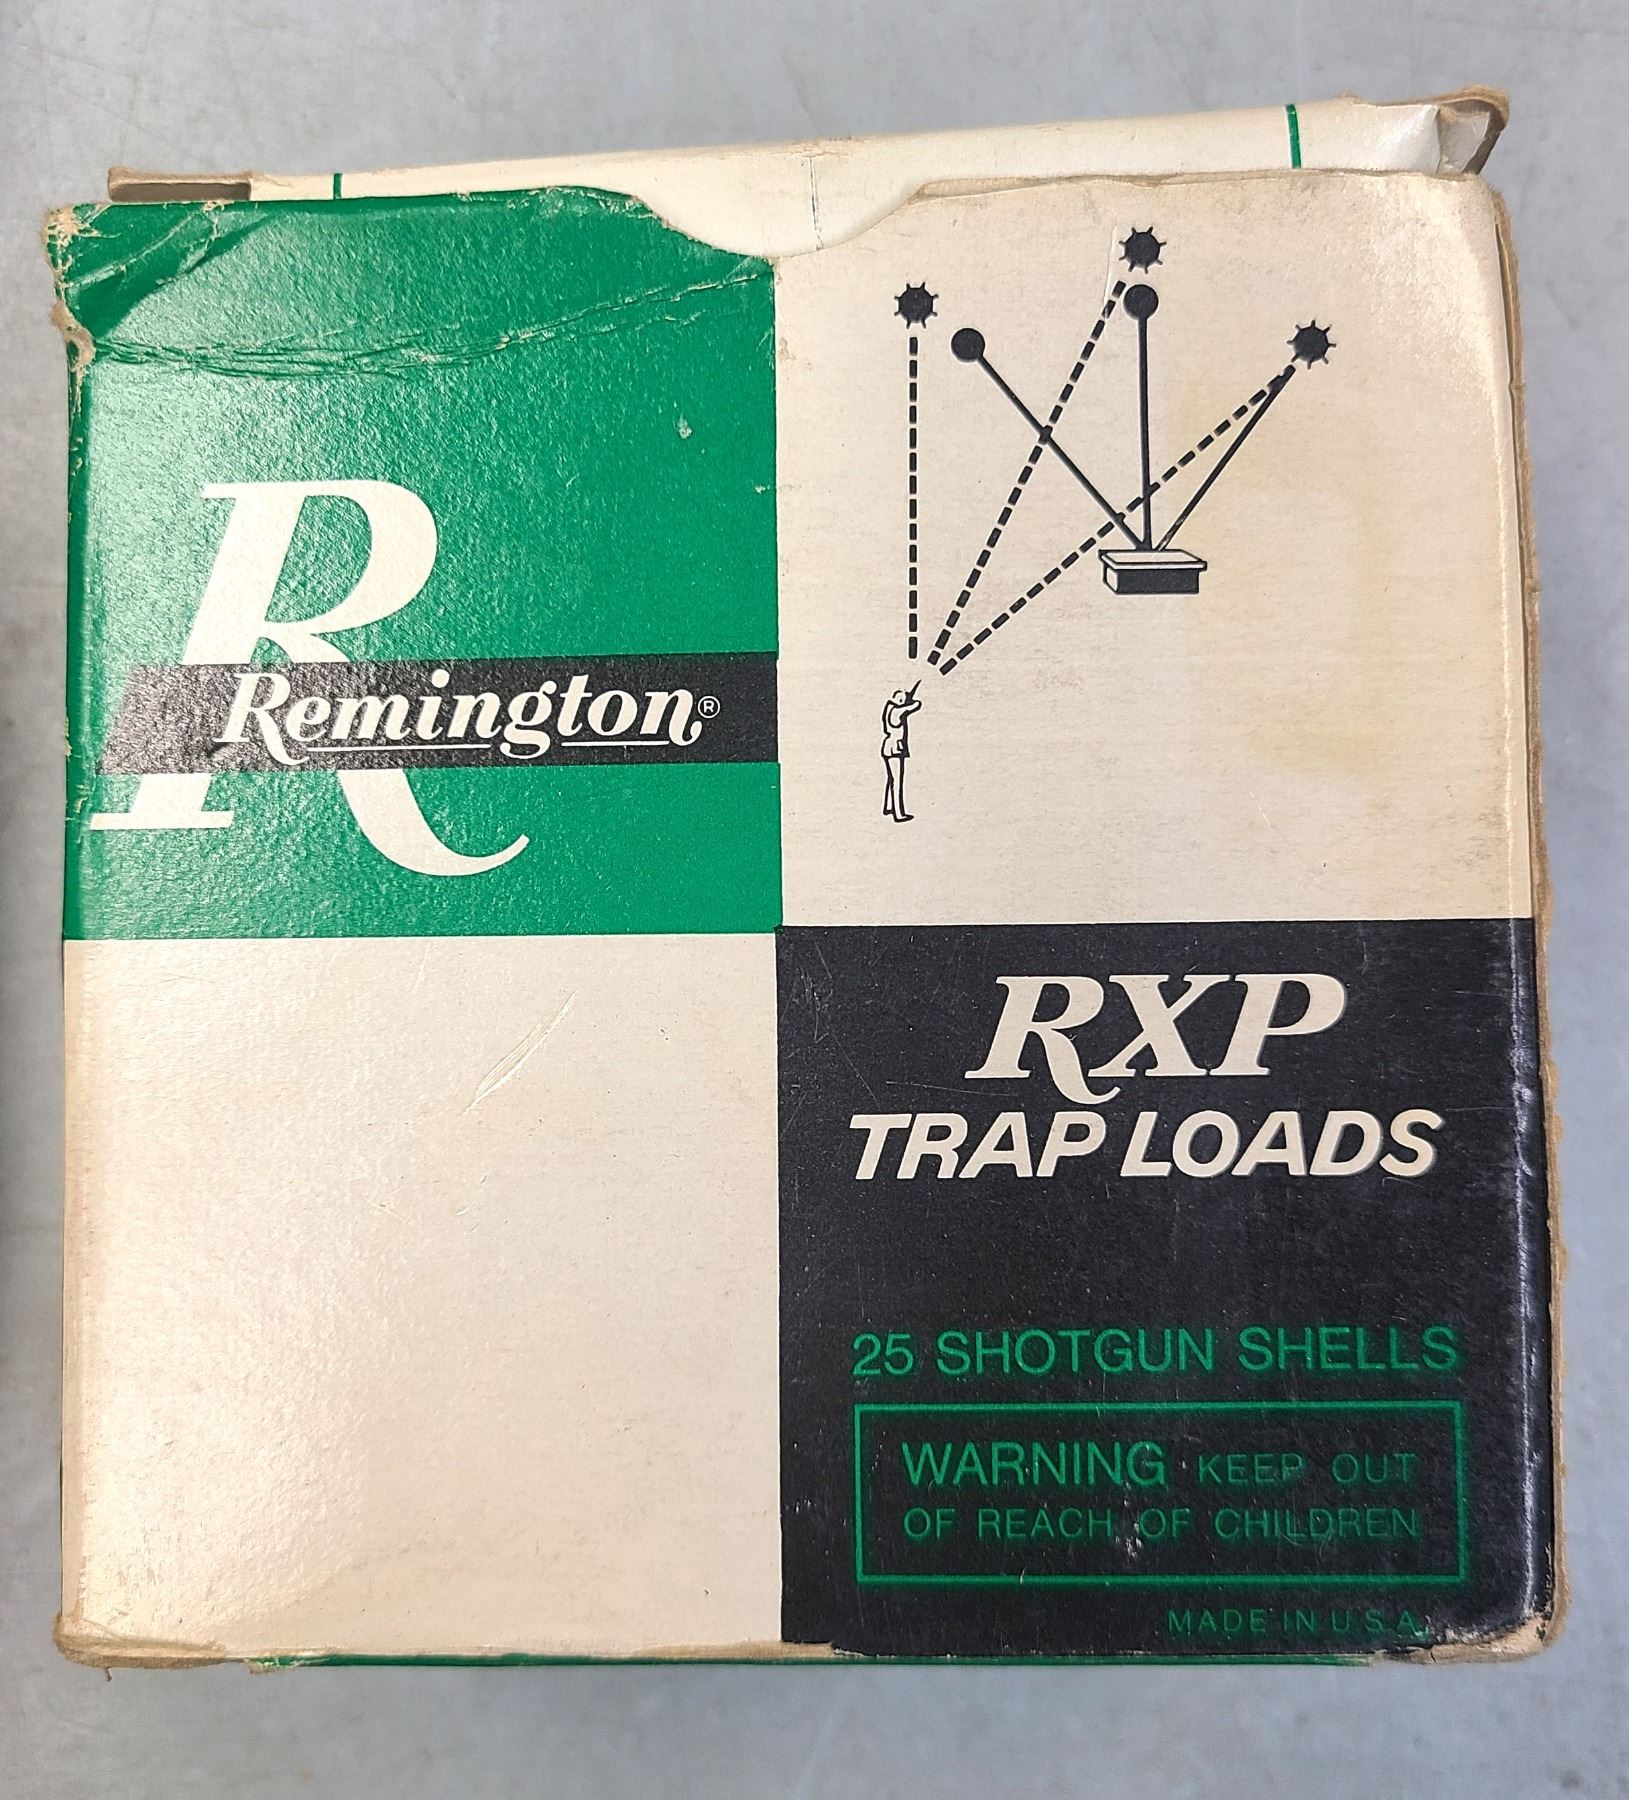 R
Remington®
RXP
TRAP LOADS
25 SHOTGUN SHELLS
WARNING KEEP OUT
OF REACH OF CHILDREN
MADE IN U.S.A.